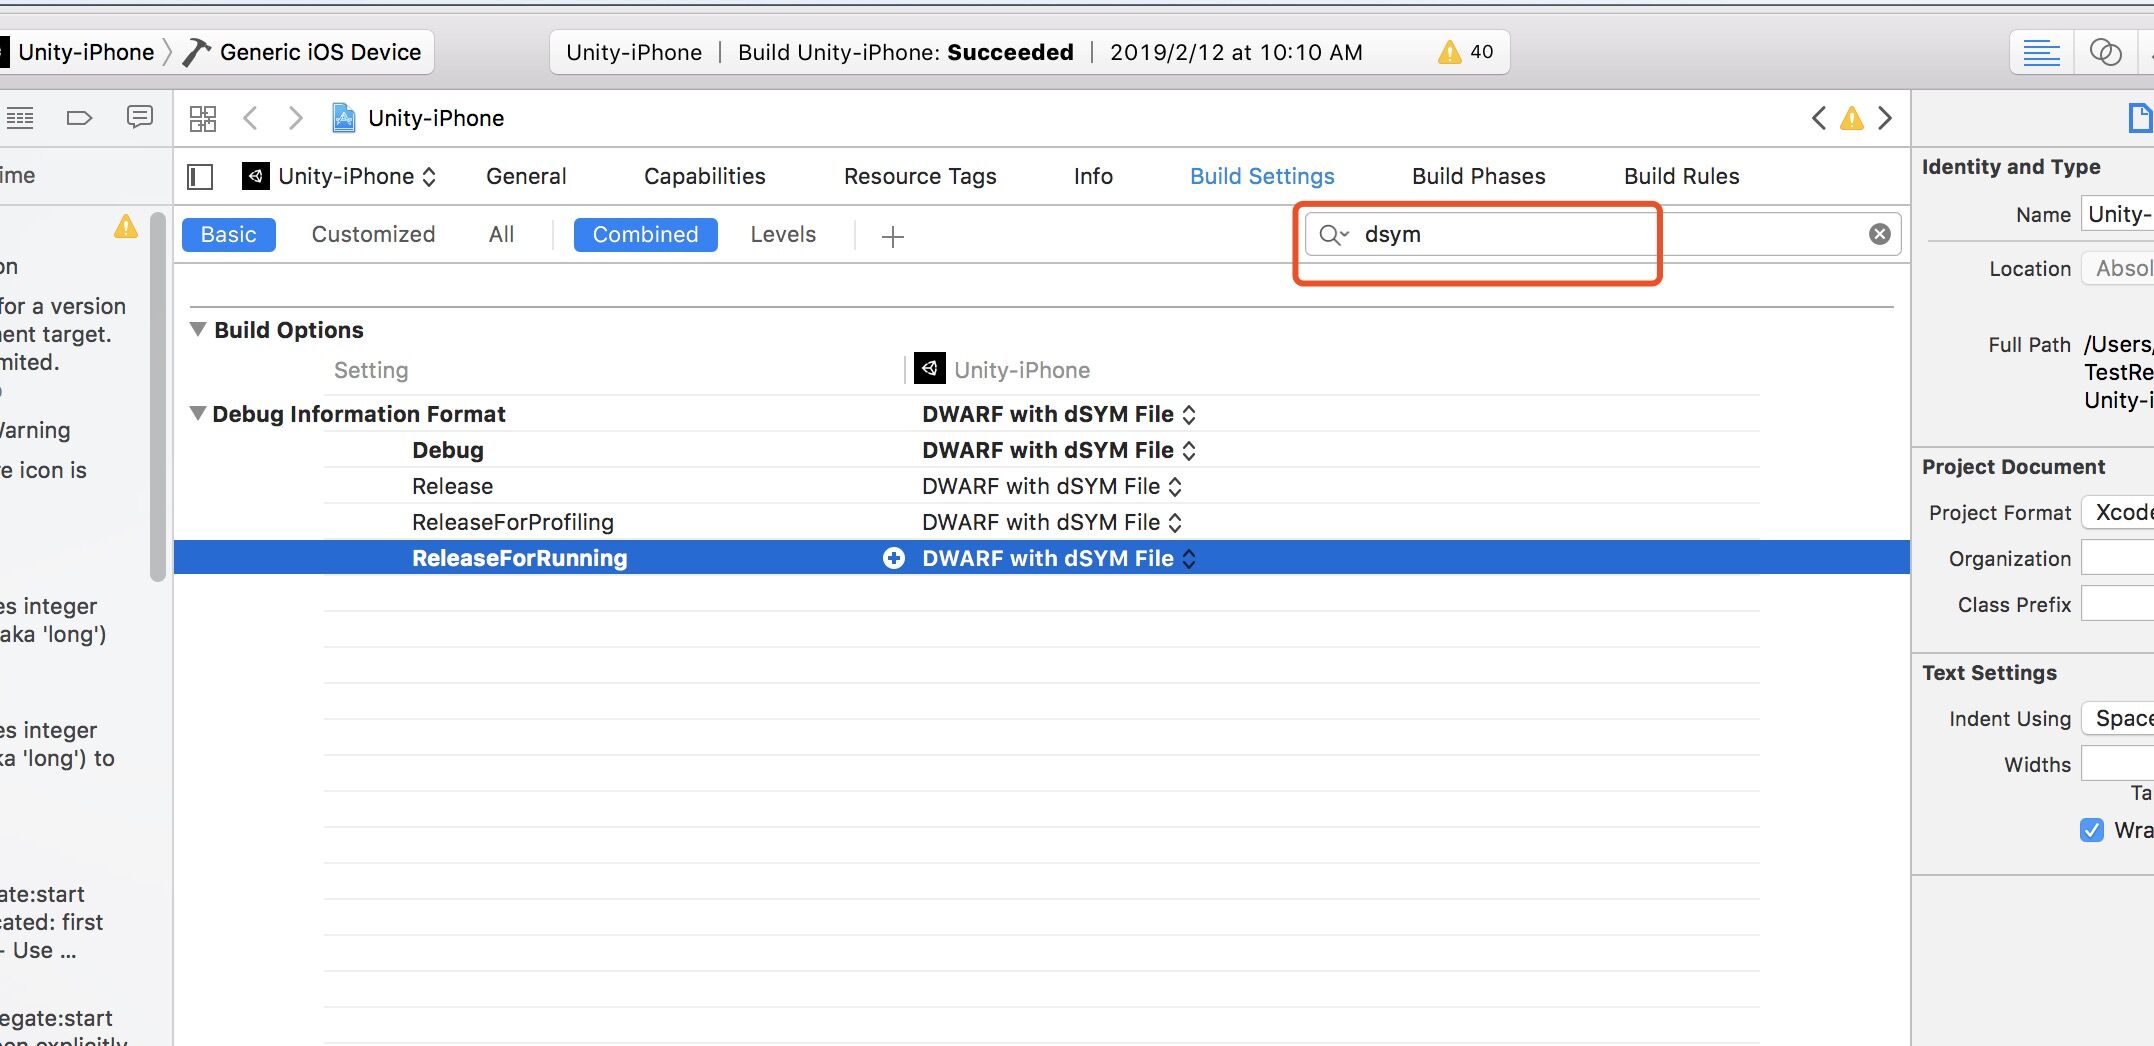 Unity-iPhone Generic iOS Device
Unity-iPhone | Build Unity-iPhone: Succeeded | 2019/2/12 at 10:10 AM 40
Unity-iPhone
Unity-iPhone General Capabilities Resource Tags Info Build Settings Build Phases Build Rules
Basic Customized All Combined Levels + dsym
Build Options
Setting Unity-iPhone
Debug Information Format DWARF with dSYM File
Debug DWARF with dSYM File
Release DWARF with dSYM File
ReleaseForProfiling DWARF with dSYM File
ReleaseForRunning DWARF with dSYM File
ime
on
for a version
ent target.
mited.
Warning
e icon is
es integer
aka 'long')
es integer
ka 'long') to
ate:start
cated: first
- Use ...
egate:start
een explicitly
Identity and Type
Name Unity-
Location Absol
Full Path /Users/
TestRe
Unity-i
Project Document
Project Format Xcode
Organization
Class Prefix
Text Settings
Indent Using Space
Widths
Ta
Wra